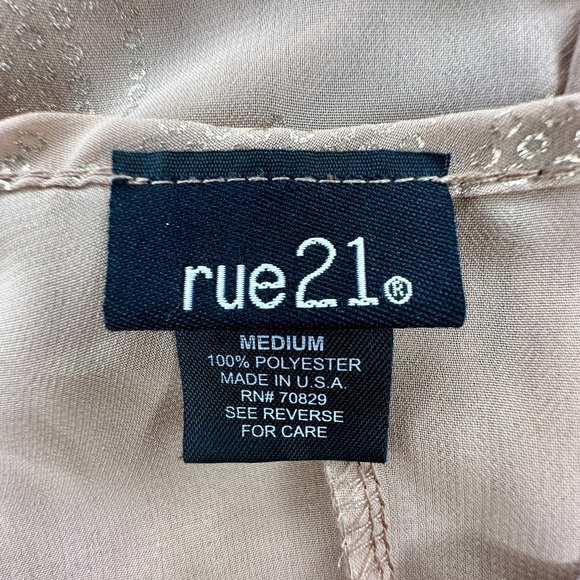 rue21®
MEDIUM
100% POLYESTER
MADE IN U.S.A.
RN# 70829
SEE REVERSE
FOR CARE